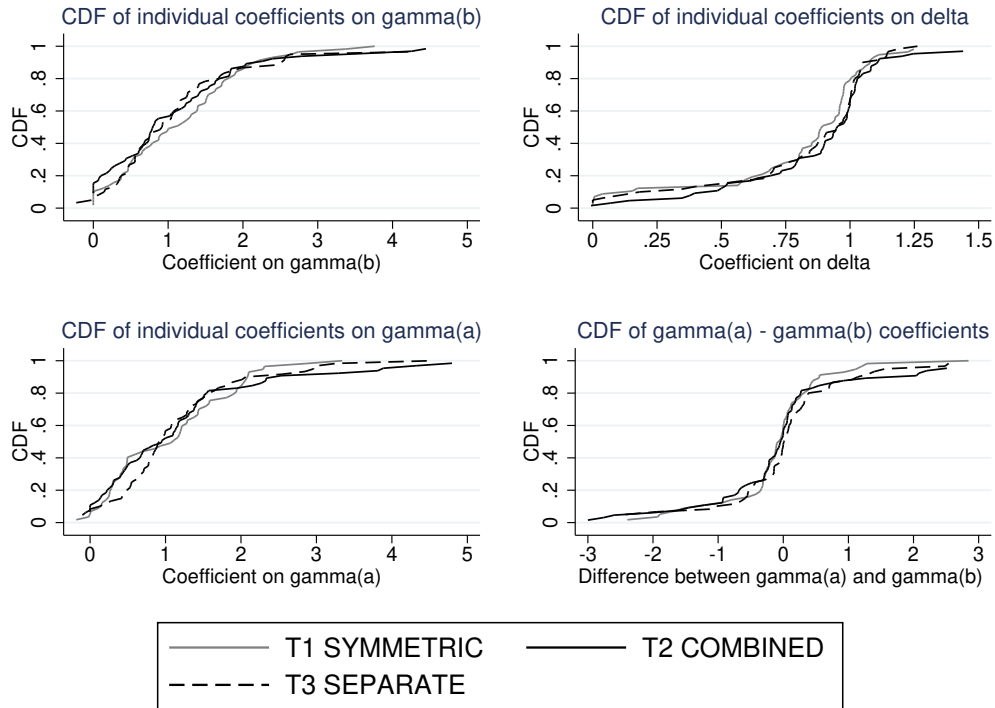 CDF of individual coefficients on gamma(b)
CDF
0 .2 .4 .6 .8 1
0 1 2 3 4 5
Coefficient on gamma(b)
CDF of individual coefficients on delta
CDF
0 .2 .4 .6 .8 1
0 .25 .5 .75 1 1.25 1.5
Coefficient on delta
CDF of individual coefficients on gamma(a)
CDF
0 .2 .4 .6 .8 1
0 1 2 3 4 5
Coefficient on gamma(a)
CDF of gamma(a) - gamma(b) coefficients
CDF
0 .2 .4 .6 .8 1
-3 -2 -1 0 1 2 3
Difference between gamma(a) and gamma(b)
T1 SYMMETRIC T2 COMBINED
T3 SEPARATE